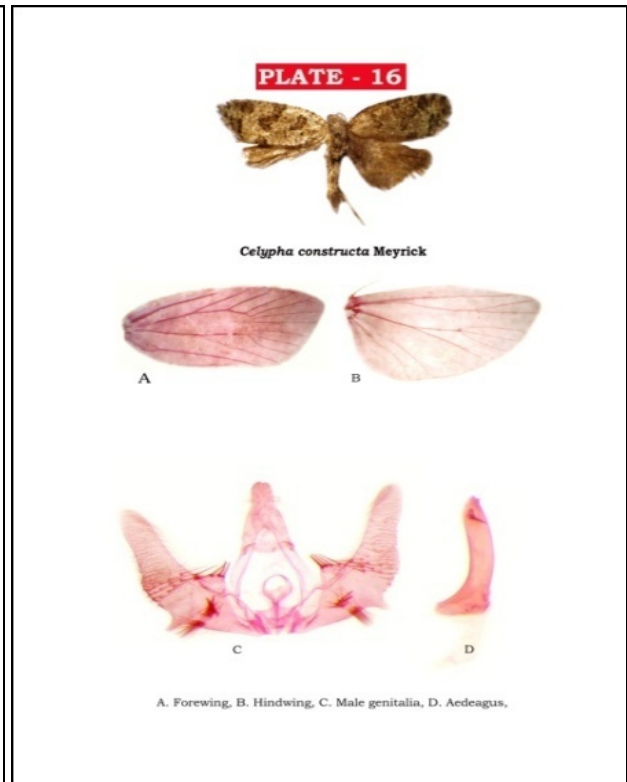 PLATE - 16
Celypha constructa Meyrick
A
B
C
D
A. Forewing, B. Hindwing, C. Male genitalia, D. Aedeagus,